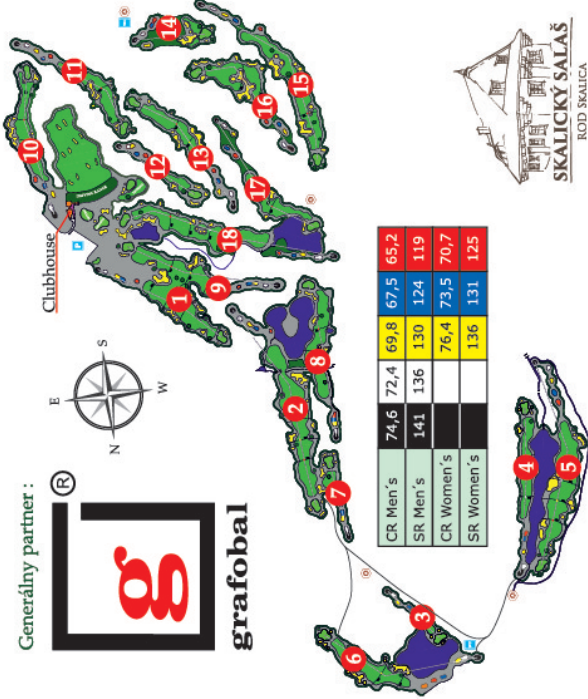 Generálny partner :
®
g
grafobal
E
N
S
W
Clubhouse
P
10
11
14
12
13
15
16
17
18
1
9
2
8
7
3
6
4
5
CR Men´s 74,6 72,4 69,8 67,5 65,2
SR Men´s 141 136 130 124 119
CR Women´s 76,4 73,5 70,7
SR Women´s 136 131 125
SKALICKÝ SALAŠ
ROD SKALICA